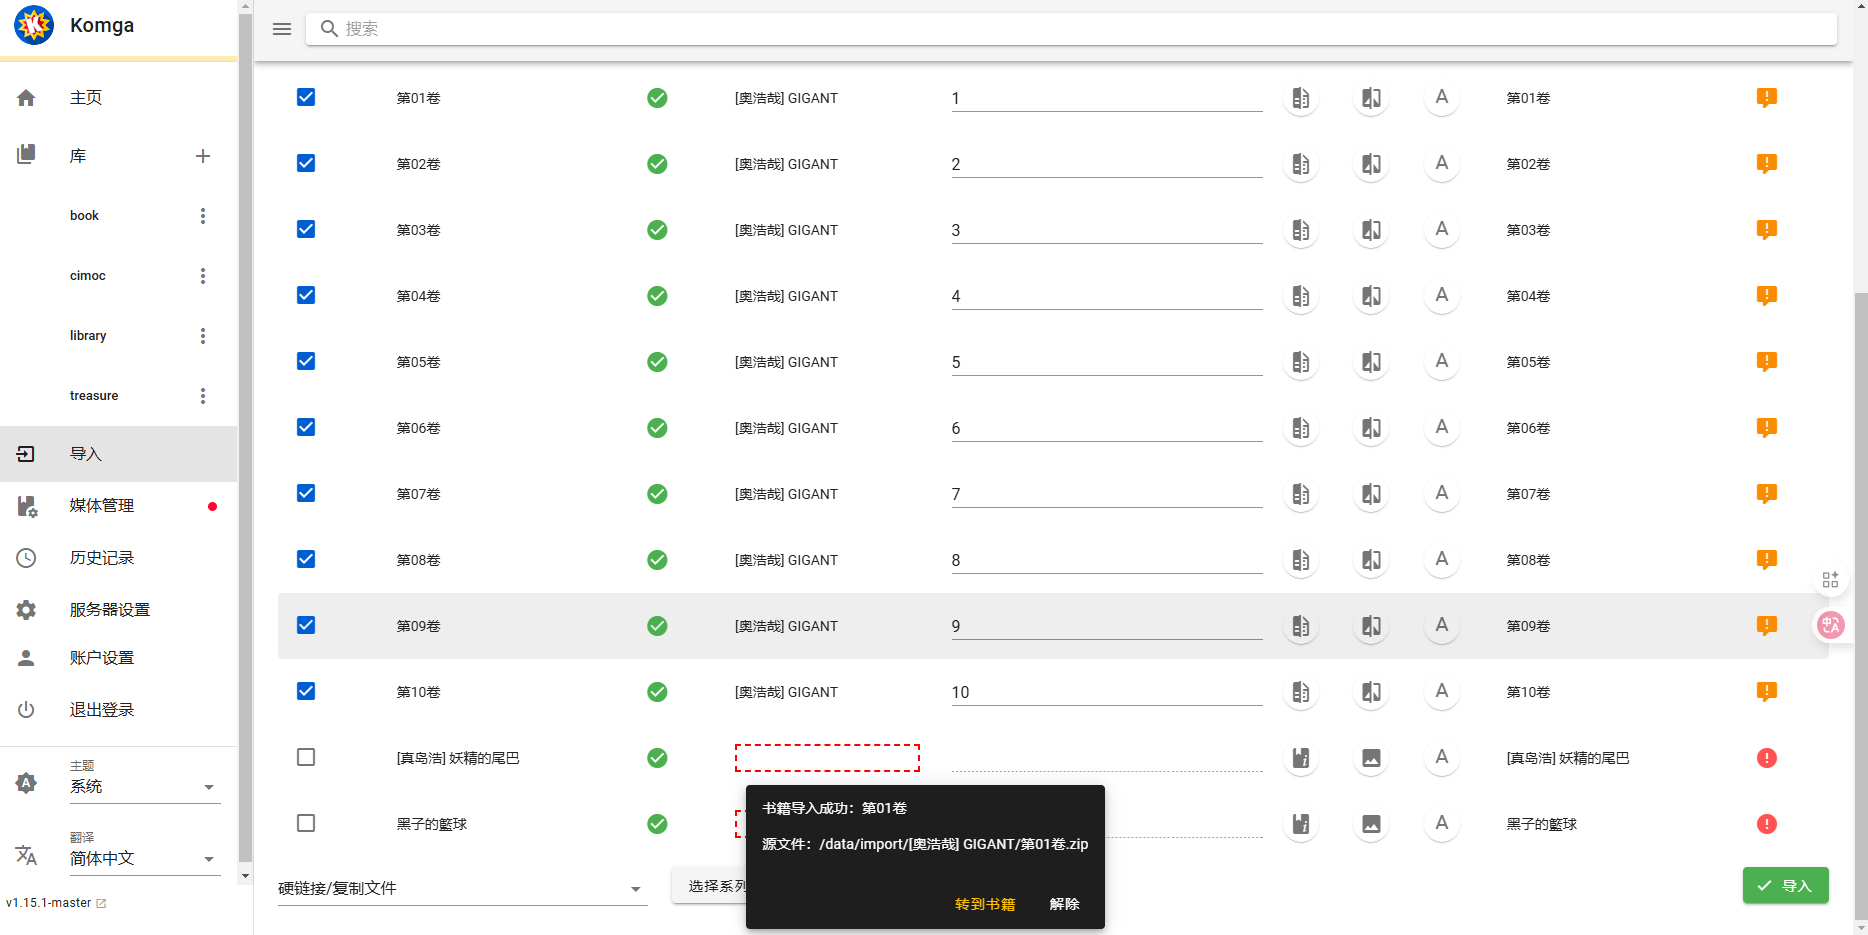 Komga
搜索
主页
库
book
cimoc
library
treasure
导入
媒体管理
历史记录
服务器设置
账户设置
退出登录
主题
系统
翻译
简体中文
v1.15.1-master
第01卷 [奥浩哉] GIGANT 1 A 第01卷
第02卷 [奥浩哉] GIGANT 2 A 第02卷
第03卷 [奥浩哉] GIGANT 3 A 第03卷
第04卷 [奥浩哉] GIGANT 4 A 第04卷
第05卷 [奥浩哉] GIGANT 5 A 第05卷
第06卷 [奥浩哉] GIGANT 6 A 第06卷
第07卷 [奥浩哉] GIGANT 7 A 第07卷
第08卷 [奥浩哉] GIGANT 8 A 第08卷
第09卷 [奥浩哉] GIGANT 9 A 第09卷
第10卷 [奥浩哉] GIGANT 10 A 第10卷
[真岛浩] 妖精的尾巴 A [真岛浩] 妖精的尾巴
黑子的籃球 A 黑子的籃球
书籍导入成功：第01卷
源文件：/data/import/[奥浩哉] GIGANT/第01卷.zip
转到书籍 解除
硬链接/复制文件
选择系列
导入